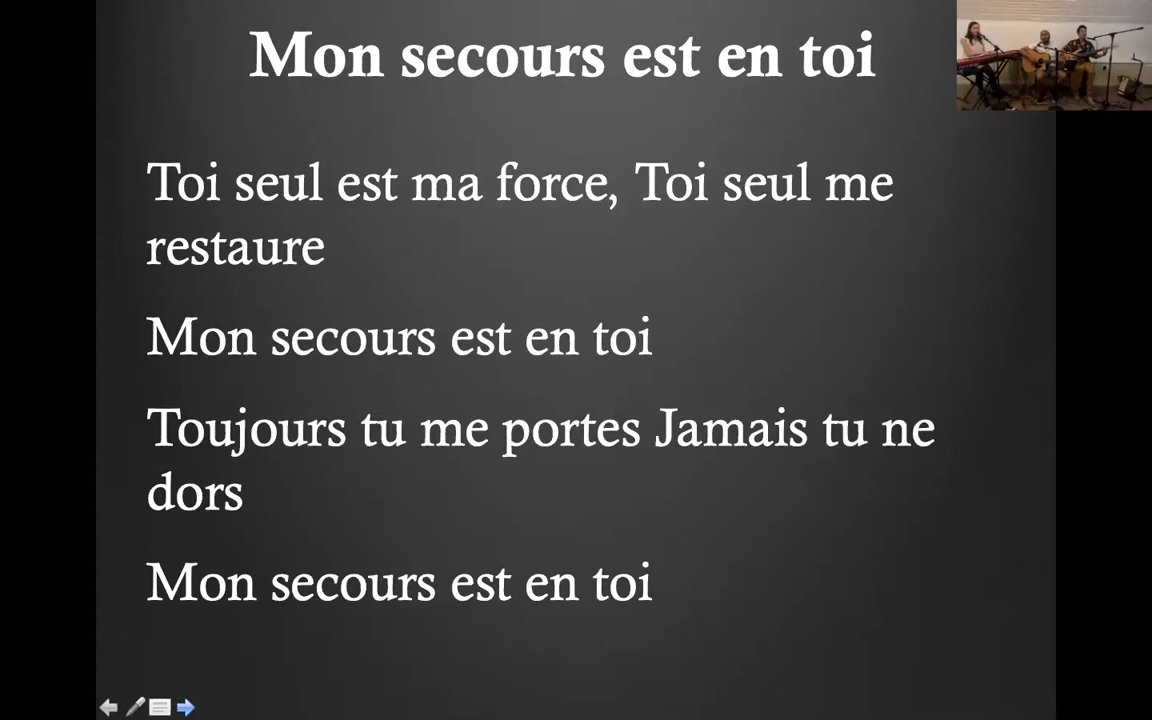 Mon secours est en toi
Toi seul est ma force, Toi seul me
restaure
Mon secours est en toi
Toujours tu me portes Jamais tu ne
dors
Mon secours est en toi